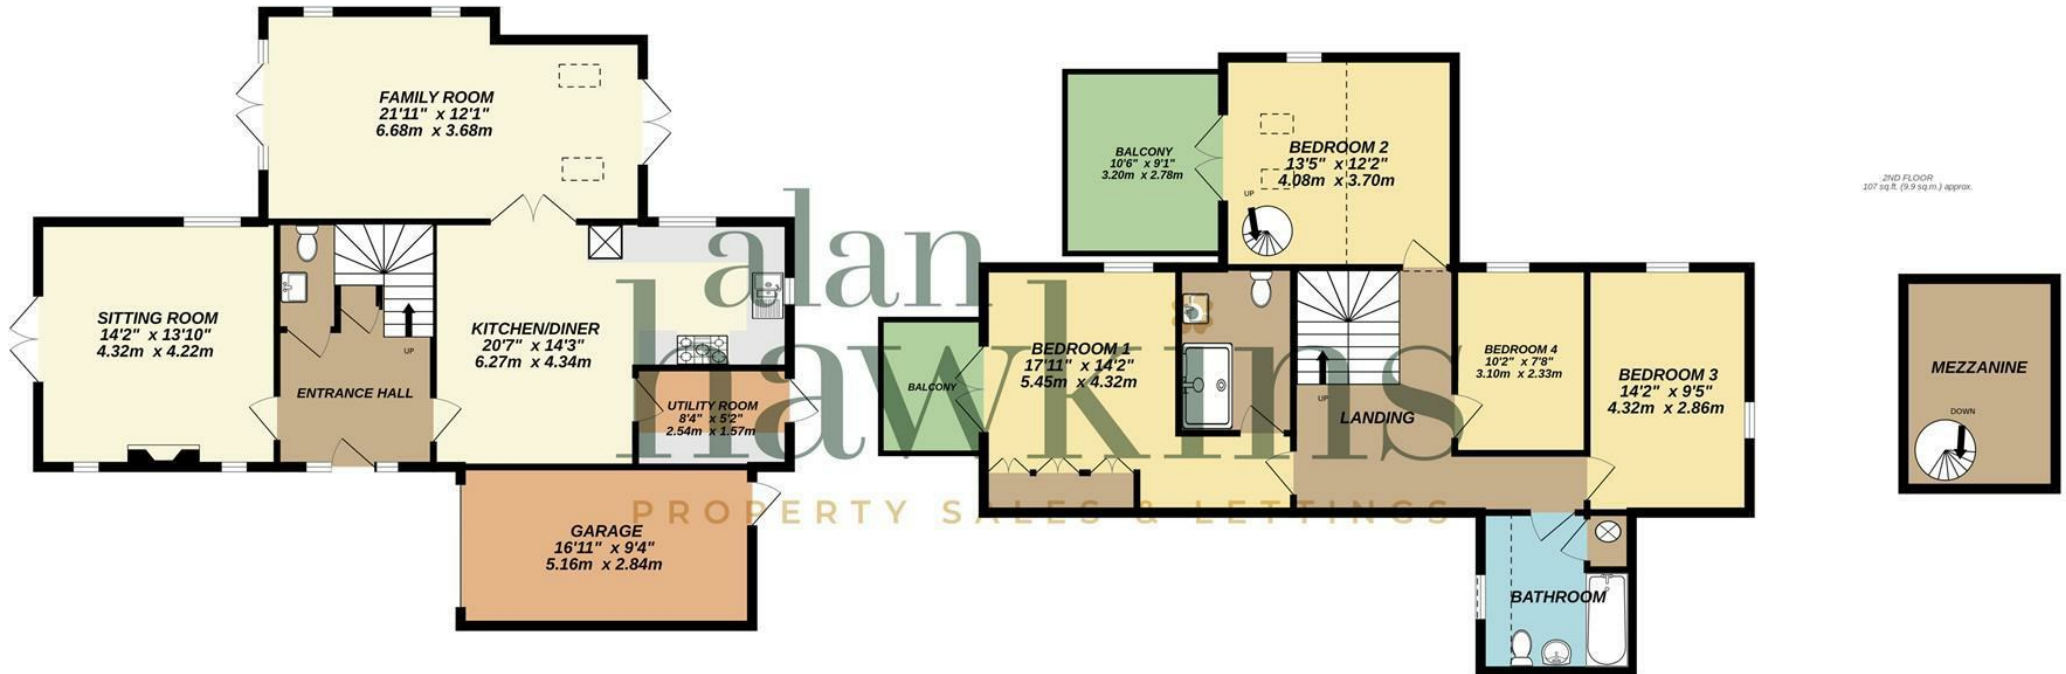 FAMILY ROOM
21'11" x 12'1"
6.68m x 3.68m
SITTING ROOM
14'2" x 13'10"
4.32m x 4.22m
UP
ENTRANCE HALL
KITCHEN/DINER
20'7" x 14'3"
6.27m x 4.34m
UTILITY ROOM
8'4" x 5'2"
2.54m x 1.57m
GARAGE
16'11" x 9'4"
5.16m x 2.84m
BALCONY
10'6" x 9'1"
3.20m x 2.78m
BEDROOM 2
13'5" x 12'2"
4.08m x 3.70m
UP
BALCONY
BEDROOM 1
17'11" x 14'2"
5.45m x 4.32m
UP
LANDING
BEDROOM 4
10'2" x 7'8"
3.10m x 2.33m
BEDROOM 3
14'2" x 9'5"
4.32m x 2.86m
BATHROOM
2ND FLOOR
107 sq.ft. (9.9 sq.m.) approx.
MEZZANINE
DOWN
alan
hawkins
PROPERTY SALES & LETTINGS